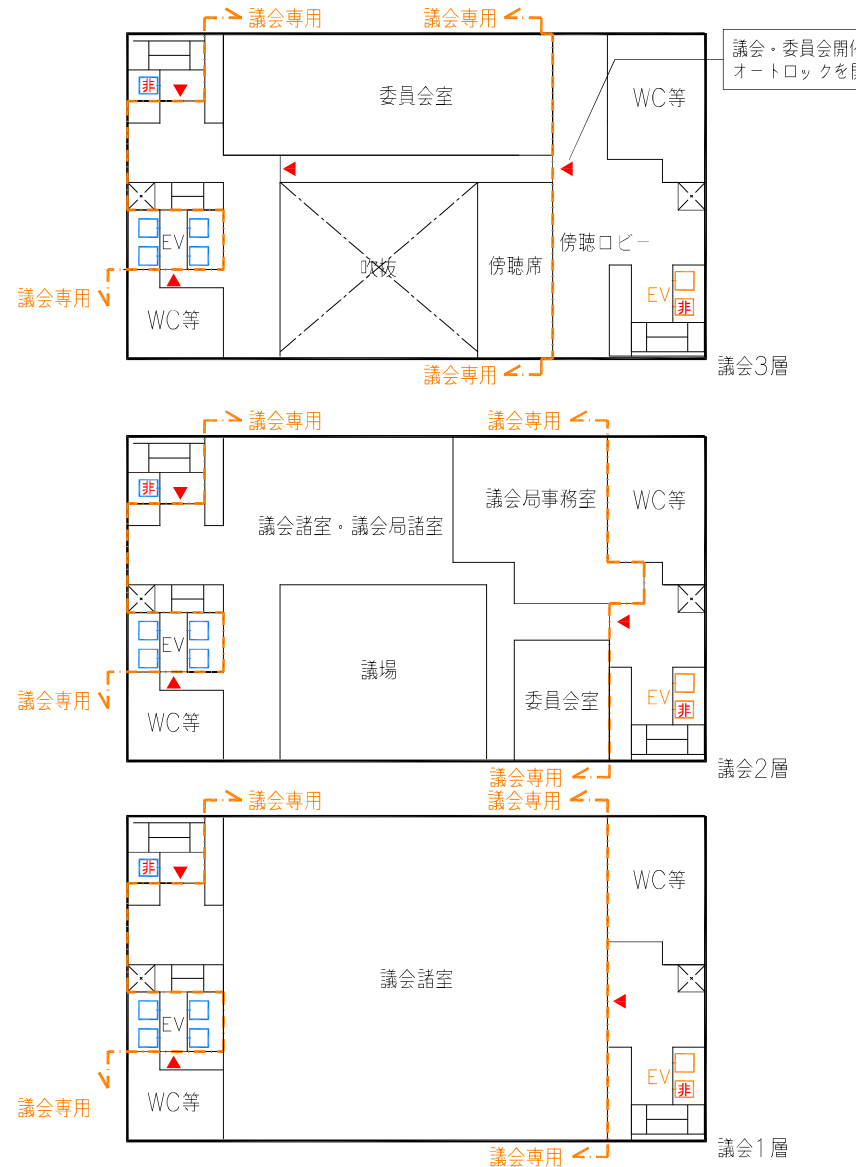 議会専用
議会専用
議会・委員会開
オートロックを
非
委員会室
WC等
EV
吹抜
傍聴席
傍聴ロビー
議会専用
WC等
EV
非
議会専用
議会3層
議会専用
議会専用
非
議会諸室・議会局諸室
議会局事務室
WC等
EV
議場
委員会室
議会専用
WC等
EV
非
議会専用
議会2層
議会専用
議会専用
非
WC等
議会諸室
EV
議会専用
WC等
EV
非
議会専用
議会1層